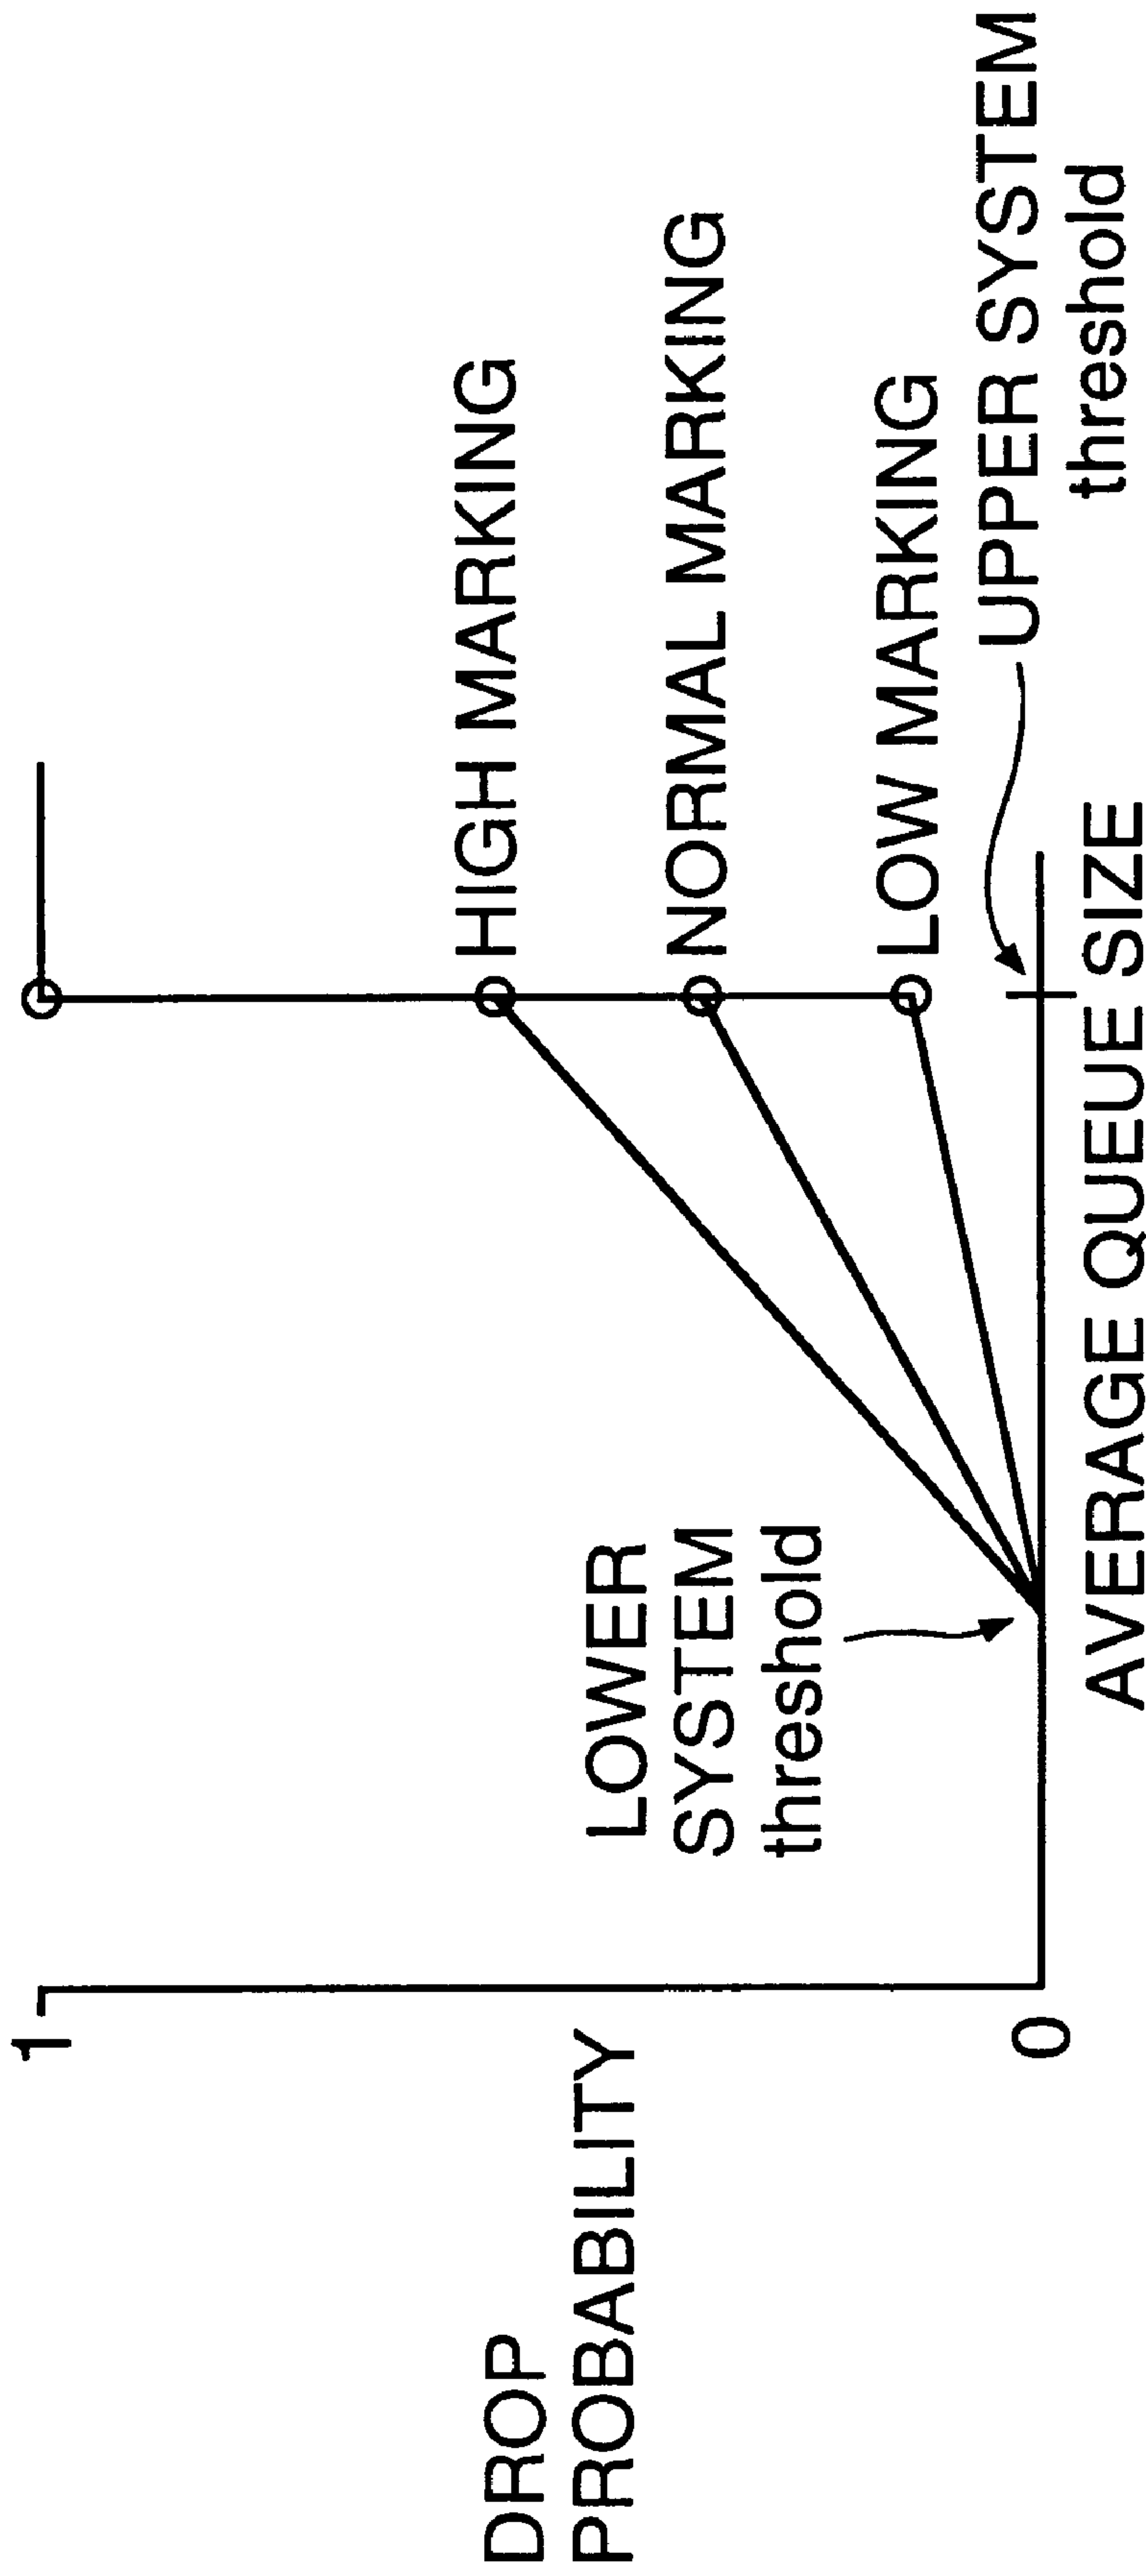 1
DROP
PROBABILITY
0
LOWER
SYSTEM
threshold
HIGH MARKING
NORMAL MARKING
LOW MARKING
UPPER SYSTEM
threshold
AVERAGE QUEUE SIZE